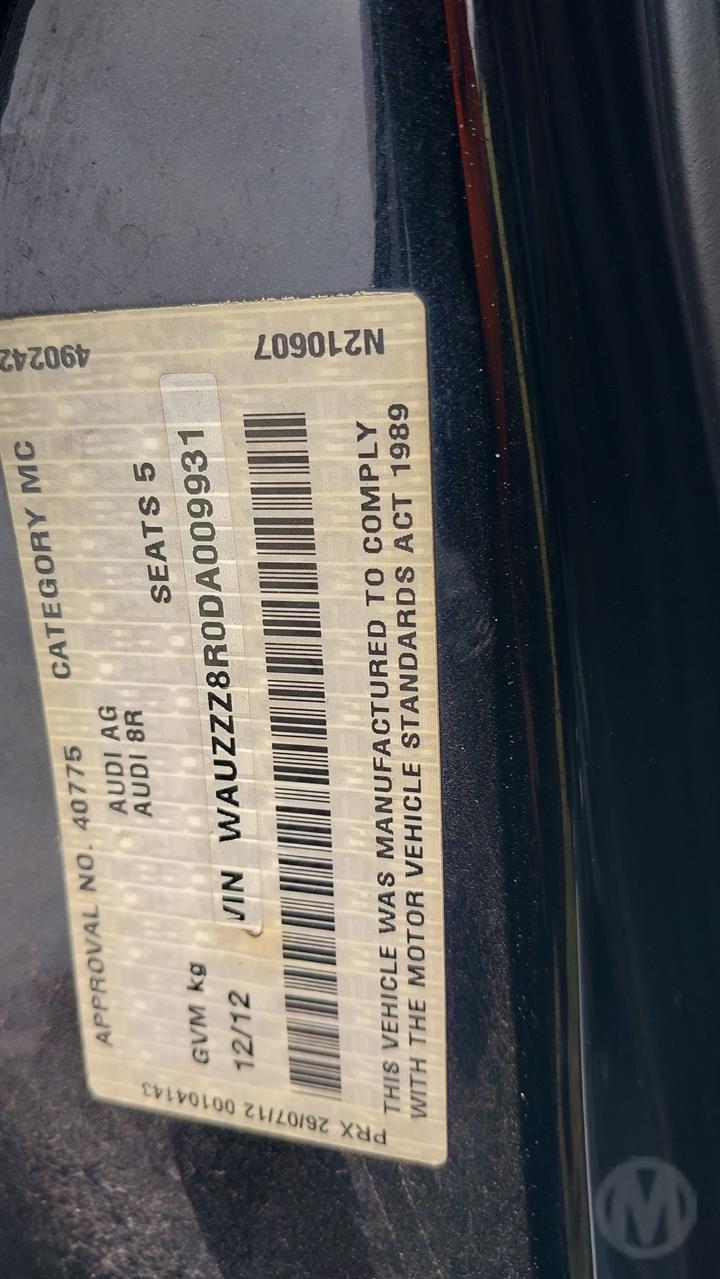 APPROVAL NO. 40775 CATEGORY MC
AUDI AG
AUDI 8R
SEATS 5
GVM kg
VIN WAUZZZ8R0DA009931
12/12
THIS VEHICLE WAS MANUFACTURED TO COMPLY
WITH THE MOTOR VEHICLE STANDARDS ACT 1989
490242
N210607
PRX 26/07/12 00104143
M